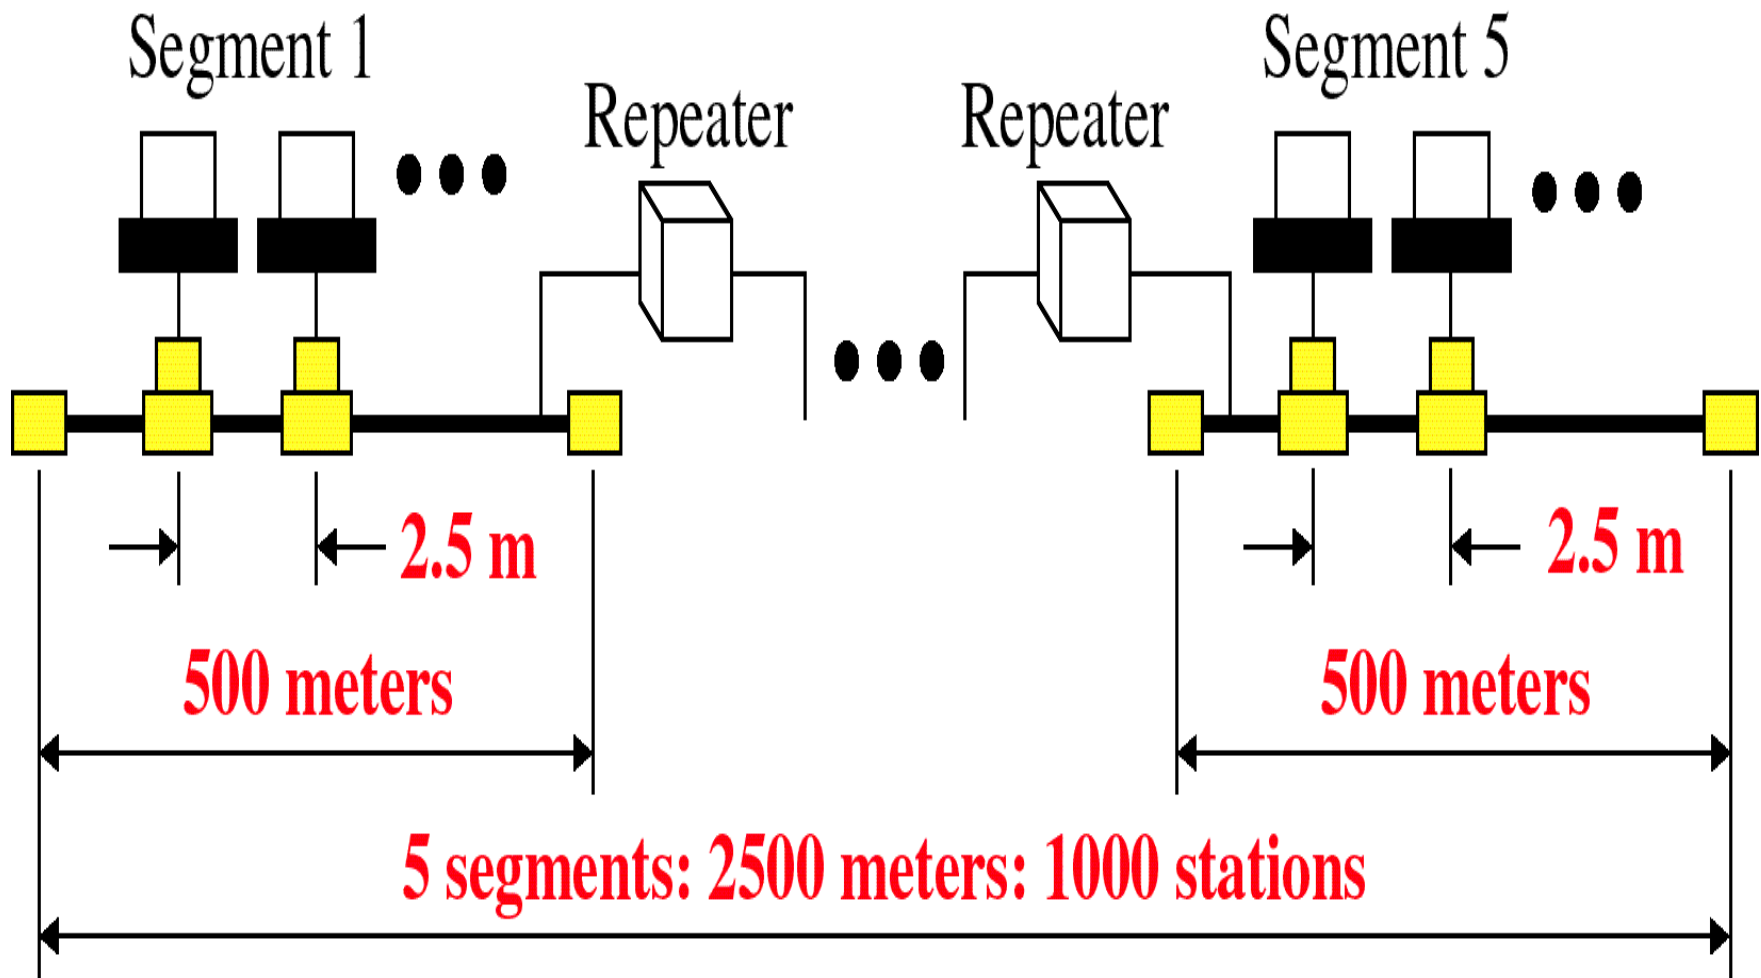 Segment 1
Segment 5
Repeater
Repeater
2.5 m
2.5 m
500 meters
500 meters
5 segments: 2500 meters: 1000 stations